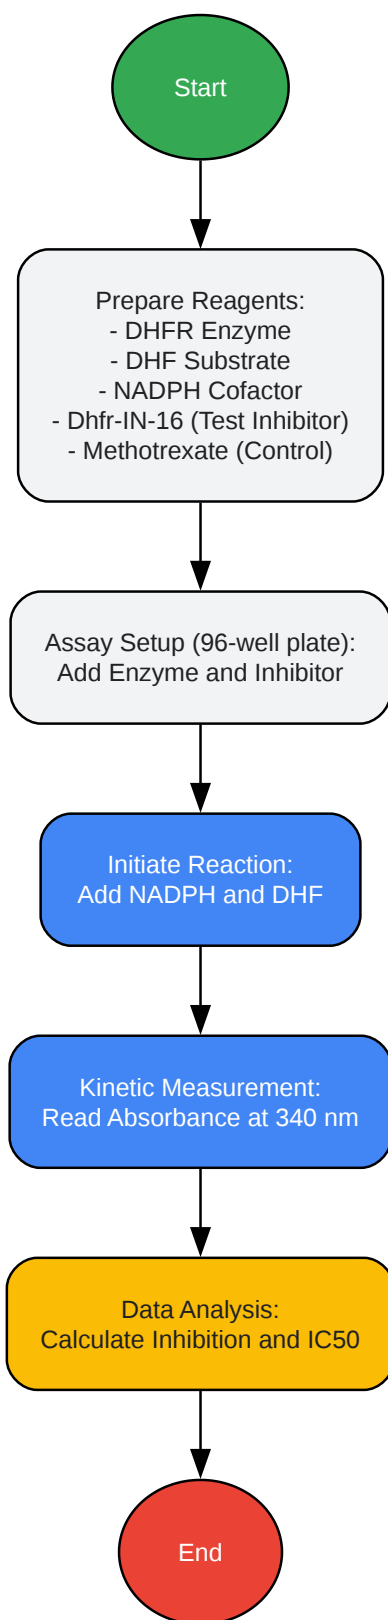 Start
Prepare Reagents:
- DHFR Enzyme
- DHF Substrate
- NADPH Cofactor
- Dhfr-IN-16 (Test Inhibitor)
- Methotrexate (Control)
Assay Setup (96-well plate):
Add Enzyme and Inhibitor
Initiate Reaction:
Add NADPH and DHF
Kinetic Measurement:
Read Absorbance at 340 nm
Data Analysis:
Calculate Inhibition and IC50
End